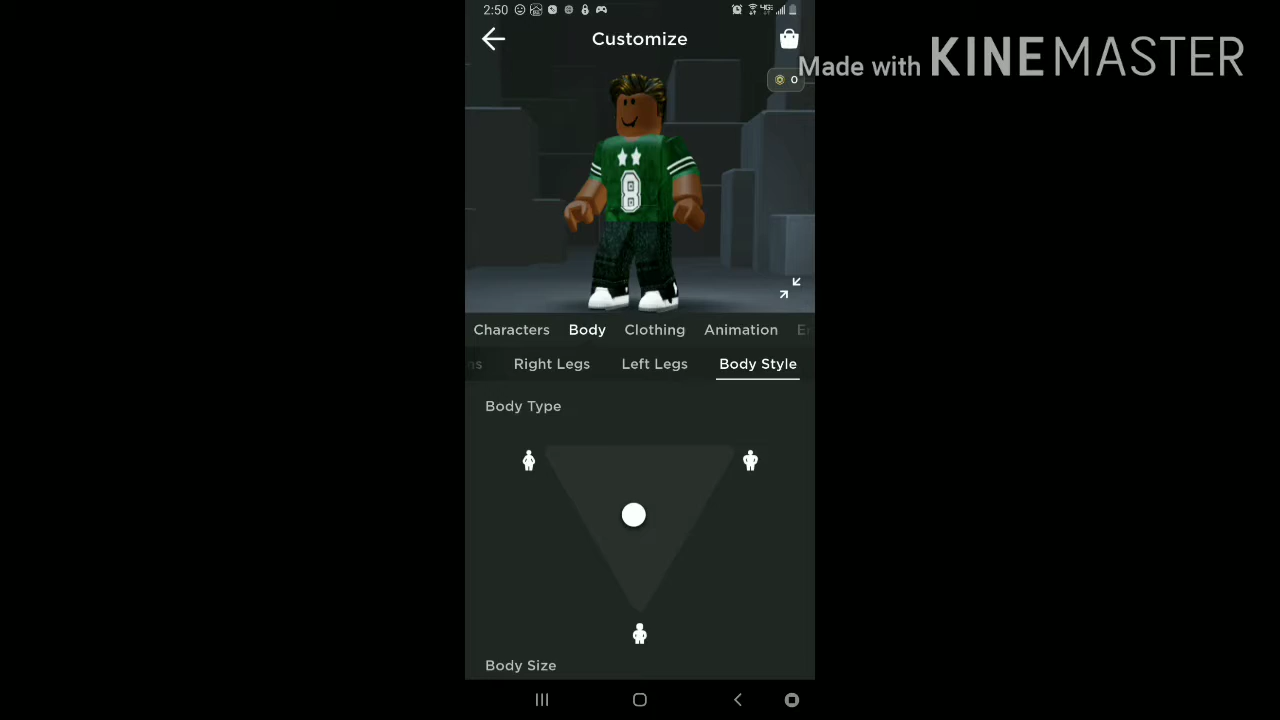 2:50
Customize
Made with KINEMASTER
0
8
Characters Body Clothing Animation
Right Legs Left Legs Body Style
Body Type
Body Size